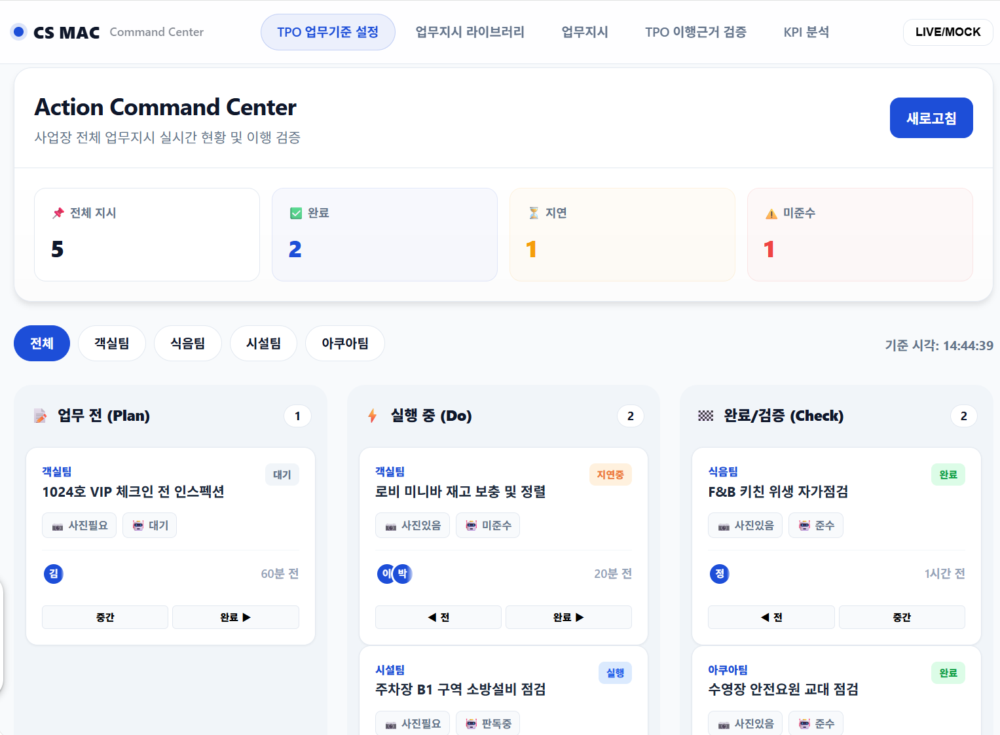 CS MAC Command Center TPO 업무기준 설정 업무지시 라이브러리 업무지시 TPO 이행근거 검증 KPI 분석 LIVE/MOCK
Action Command Center
사업장 전체 업무지시 실시간 현황 및 이행 검증
새로고침
전체 지시
5
완료
2
지연
1
미준수
1
전체 객실팀 식음팀 시설팀 아쿠아팀
기준 시각: 14:44:39
업무 전 (Plan) 1
객실팀
대기
1024호 VIP 체크인 전 인스펙션
사진필요 대기
김 60분 전
중간 완료 ▶
실행 중 (Do) 2
객실팀
지연중
로비 미니바 재고 보충 및 정렬
사진있음 미준수
이 박 20분 전
◀ 전 완료 ▶
시설팀
실행
주차장 B1 구역 소방설비 점검
사진필요 판독중
완료/검증 (Check) 2
식음팀
완료
F&B 키친 위생 자가점검
사진있음 준수
정 1시간 전
◀ 전 중간
아쿠아팀
완료
수영장 안전요원 교대 점검
사진있음 준수